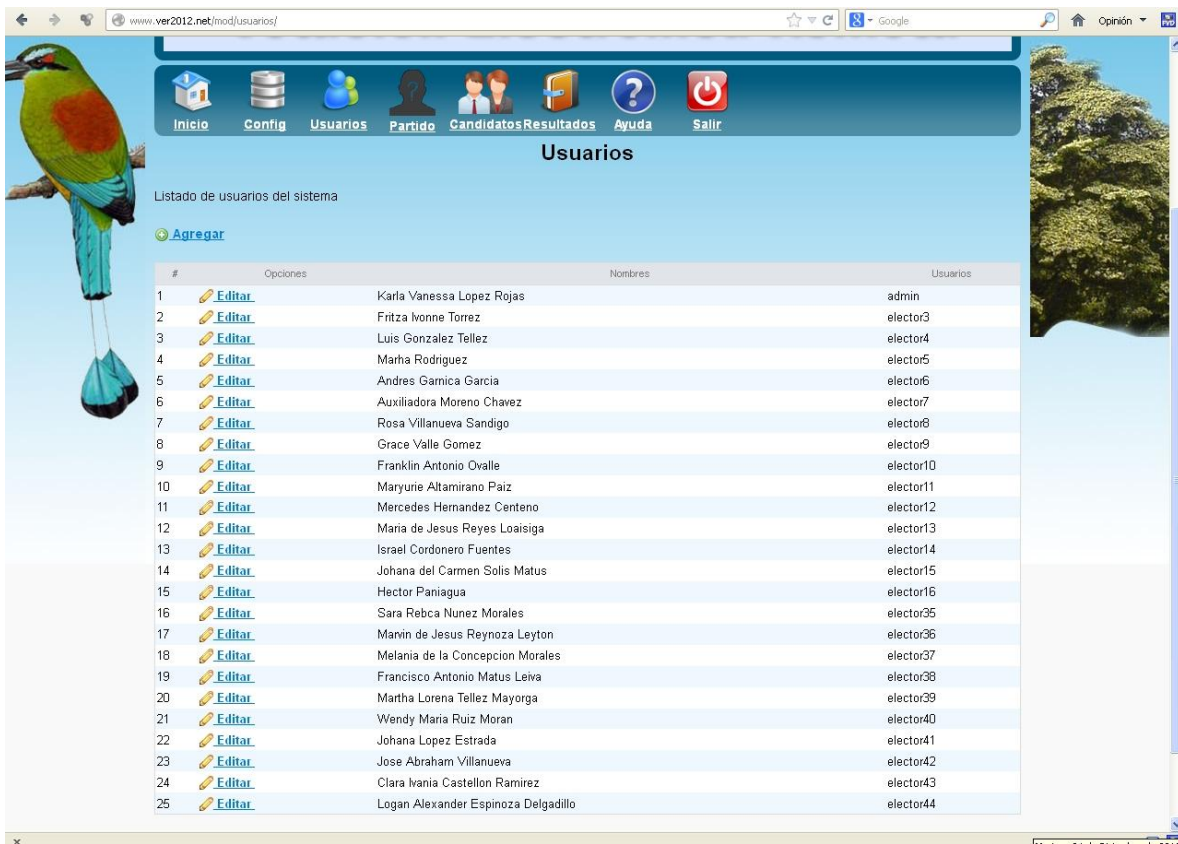 www.ver2012.net/mod/usuarios/
Google
Opinión
Inicio Config Usuarios Partido Candidatos Resultados Ayuda Salir
Usuarios
Listado de usuarios del sistema
Agregar
# Opciones Nombres Usuarios
1 Editar Karla Vanessa Lopez Rojas admin
2 Editar Fritza Ivonne Torrez elector3
3 Editar Luis Gonzalez Tellez elector4
4 Editar Marha Rodriguez elector5
5 Editar Andres Garnica Garcia elector6
6 Editar Auxiliadora Moreno Chavez elector7
7 Editar Rosa Villanueva Sandigo elector8
8 Editar Grace Valle Gomez elector9
9 Editar Franklin Antonio Ovalle elector10
10 Editar Maryurie Altamirano Paiz elector11
11 Editar Mercedes Hernandez Centeno elector12
12 Editar Maria de Jesus Reyes Loaisiga elector13
13 Editar Israel Cordonero Fuentes elector14
14 Editar Johana del Carmen Solis Matus elector15
15 Editar Hector Paniagua elector16
16 Editar Sara Rebca Nunez Morales elector35
17 Editar Marvin de Jesus Reynoza Leyton elector36
18 Editar Melania de la Concepcion Morales elector37
19 Editar Francisco Antonio Matus Leiva elector38
20 Editar Martha Lorena Tellez Mayorga elector39
21 Editar Wendy Maria Ruiz Moran elector40
22 Editar Johana Lopez Estrada elector41
23 Editar Jose Abraham Villanueva elector42
24 Editar Clara Ivania Castellon Ramirez elector43
25 Editar Logan Alexander Espinoza Delgadillo elector44